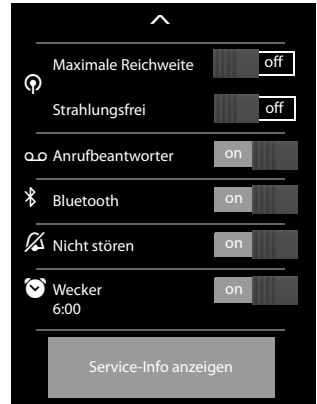 Maximale Reichweite off
Strahlungsfrei off
Anrufbeantworter on
Bluetooth on
Nicht stören on
Wecker on
6:00
Service-Info anzeigen